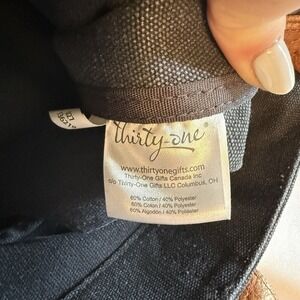 thirty-one
www.thirtyonegifts.com
Thirty-One Gifts Canada Inc
c/o Thirty-One Gifts LLC Columbus, OH
60% Cotton / 40% Polyester
60% Cotton / 40% Polyester
60% Algodón / 40% Poliéster